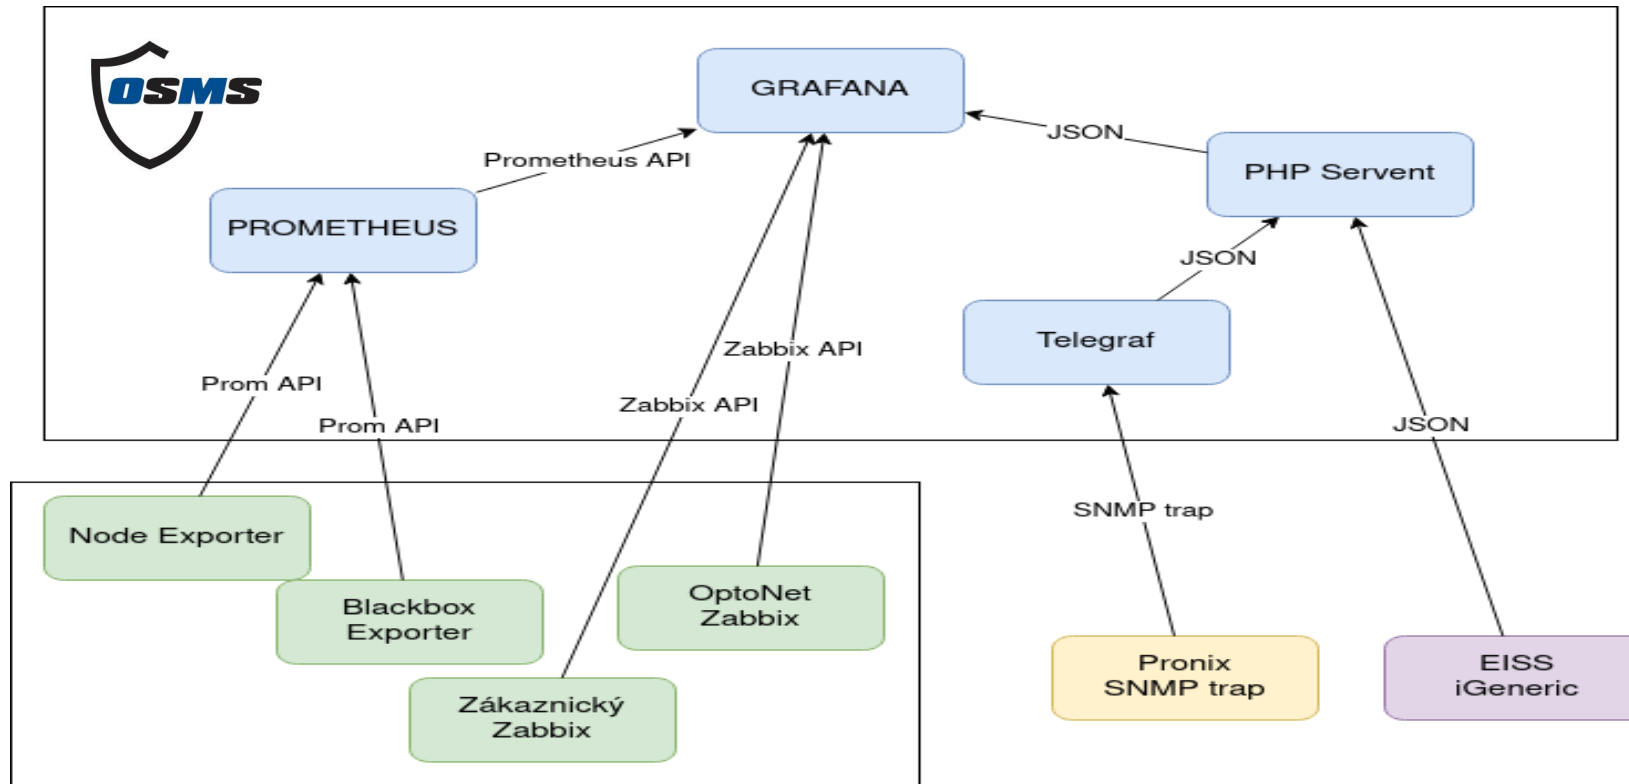 OSMS
GRAFANA
JSON
Prometheus API
PHP Servent
PROMETHEUS
JSON
Telegraf
Zabbix API
Prom API
Zabbix API
Prom API
JSON
SNMP trap
Node Exporter
OptoNet
Zabbix
Blackbox
Exporter
Pronix
SNMP trap
EISS
iGeneric
Zákaznický
Zabbix